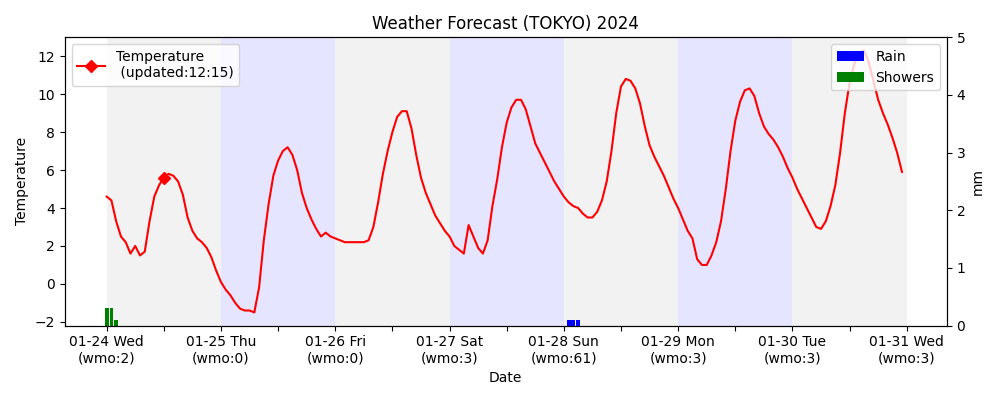 Weather Forecast (TOKYO) 2024
Temperature
(updated:12:15)
Rain
Showers
12
10
8
6
4
2
0
−2
Temperature
5
4
3
2
1
0
mm
01-24 Wed 01-25 Thu 01-26 Fri 01-27 Sat 01-28 Sun 01-29 Mon 01-30 Tue 01-31 Wed
(wmo:2) (wmo:0) (wmo:0) (wmo:3) (wmo:61) (wmo:3) (wmo:3) (wmo:3)
Date